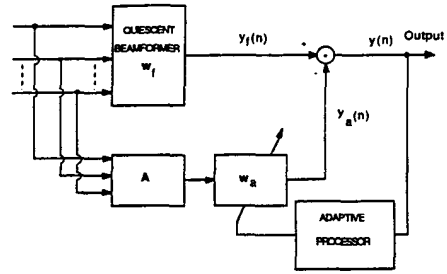 QUIESCENT
BEAMFORMER
w_f
y_f(n)
y(n)
Output
y_a(n)
A
w_a
ADAPTIVE
PROCESSOR